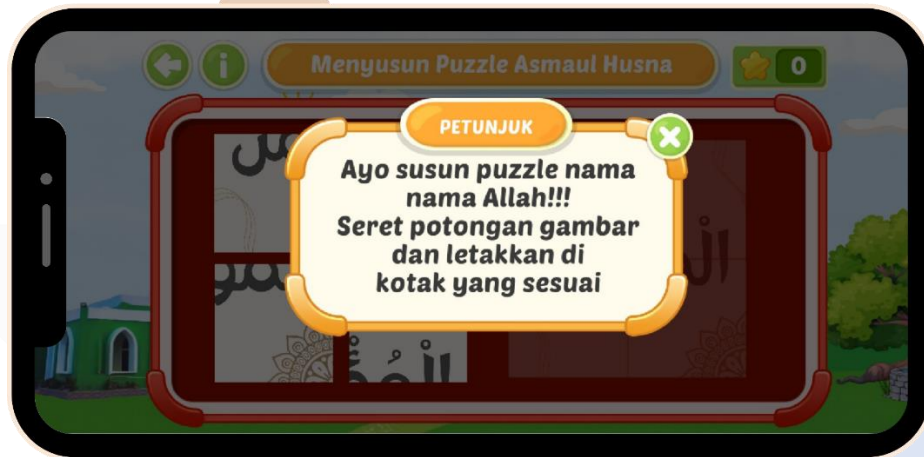 Menyusun Puzzle Asmaul Husna
0
PETUNJUK
Ayo susun puzzle nama
nama Allah!!!
Seret potongan gambar
dan letakkan di
kotak yang sesuai